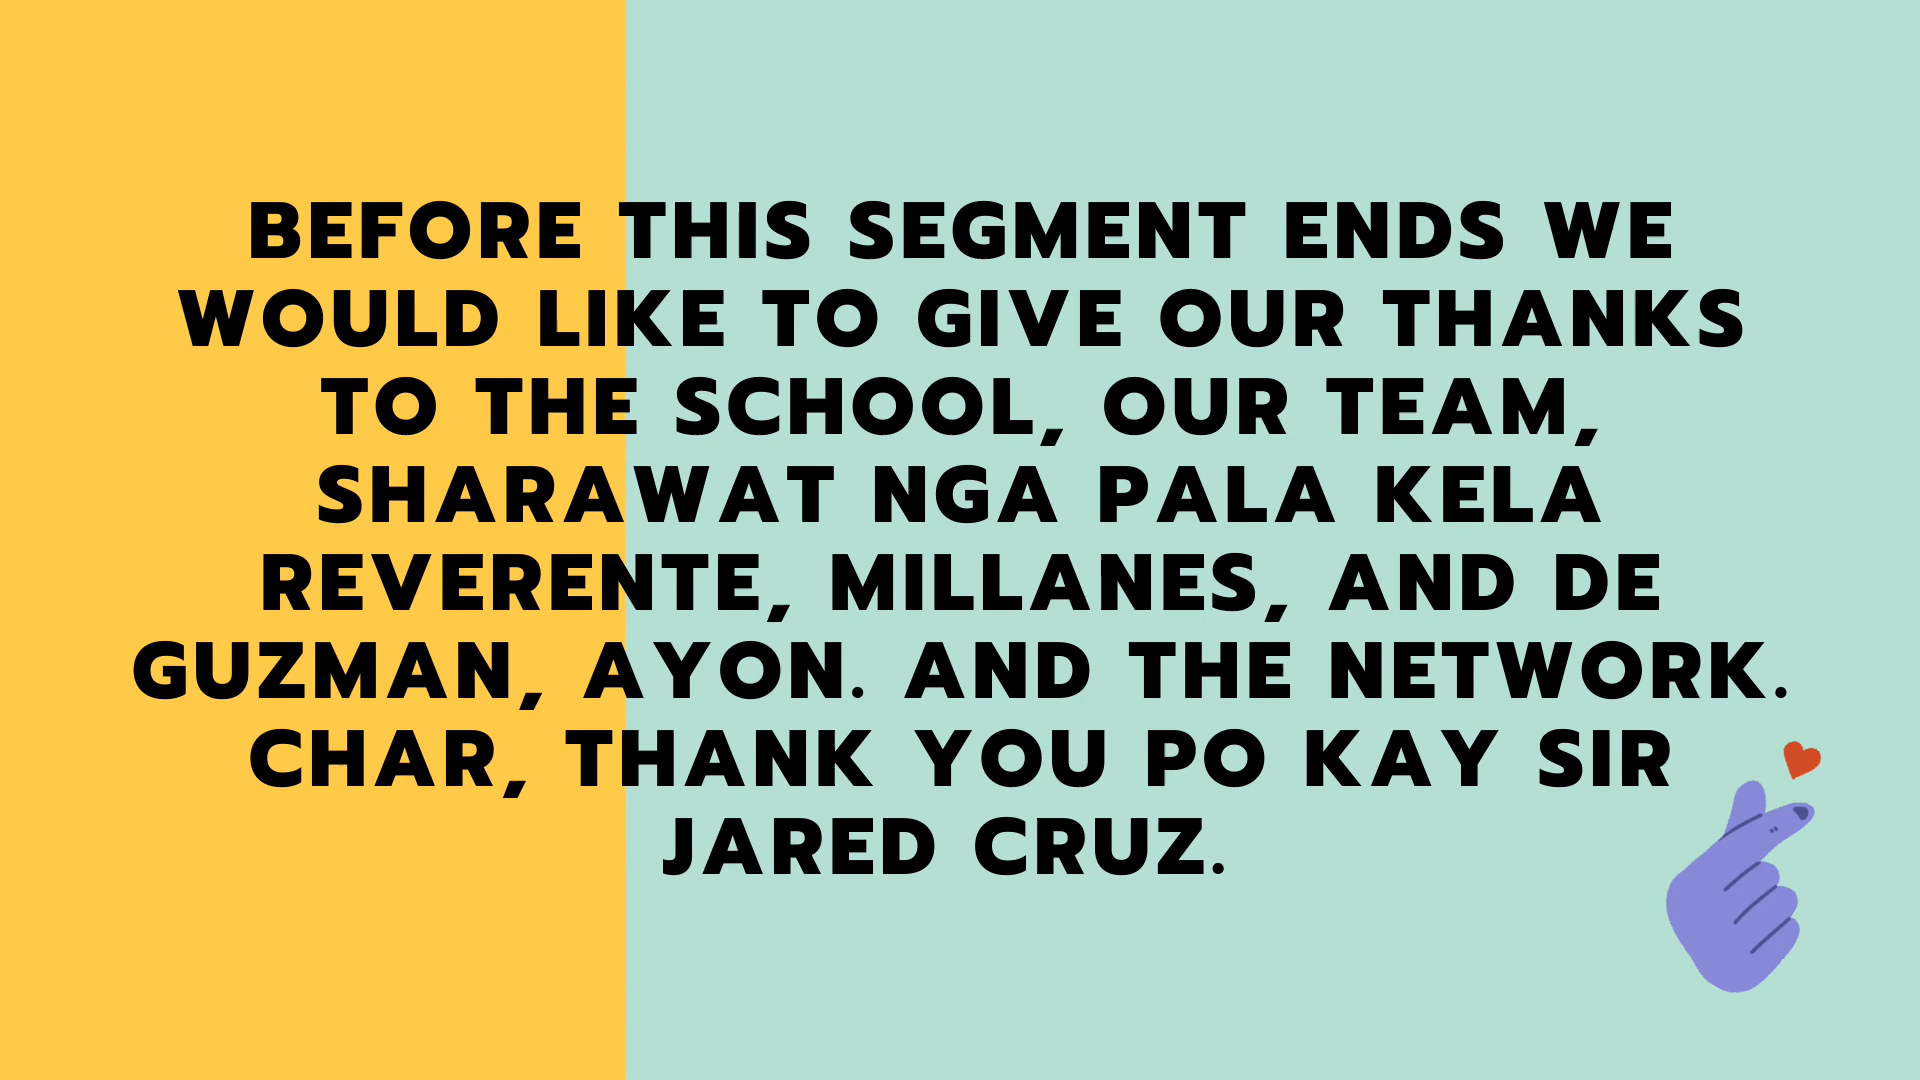 BEFORE THIS SEGMENT ENDS WE
WOULD LIKE TO GIVE OUR THANKS
TO THE SCHOOL, OUR TEAM,
SHARAWAT NGA PALA KELA
REVERENTE, MILLANES, AND DE
GUZMAN, AYON. AND THE NETWORK.
CHAR, THANK YOU PO KAY SIR
JARED CRUZ.